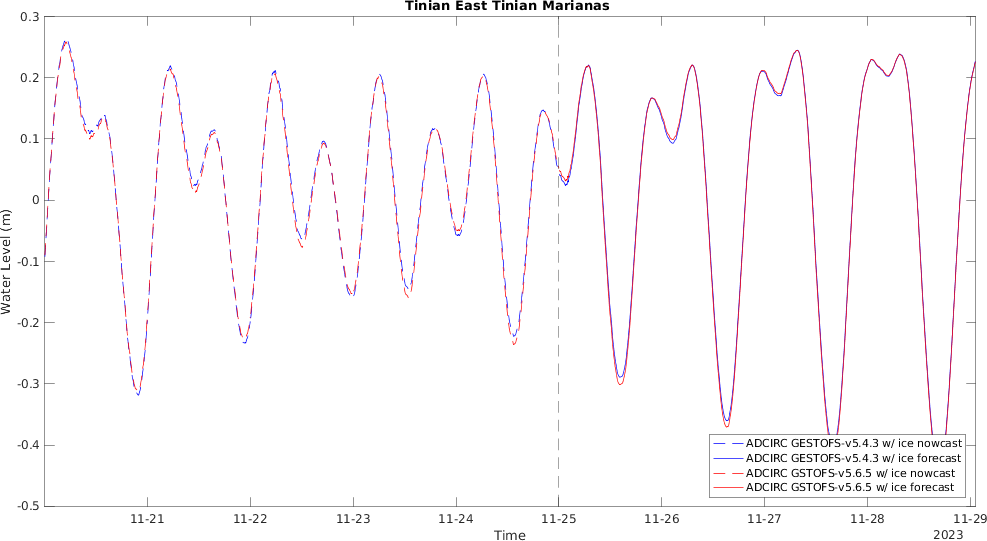 Tinian East Tinian Marianas
0.3
0.2
0.1
0
-0.1
-0.2
-0.3
-0.4
-0.5
Water Level (m)
ADCIRC GESTOFS-v5.4.3 w/ ice nowcast
ADCIRC GESTOFS-v5.4.3 w/ ice forecast
ADCIRC GSTOFS-v5.6.5 w/ ice nowcast
ADCIRC GSTOFS-v5.6.5 w/ ice forecast
11-21 11-22 11-23 11-24 11-25 11-26 11-27 11-28 11-29
Time
2023